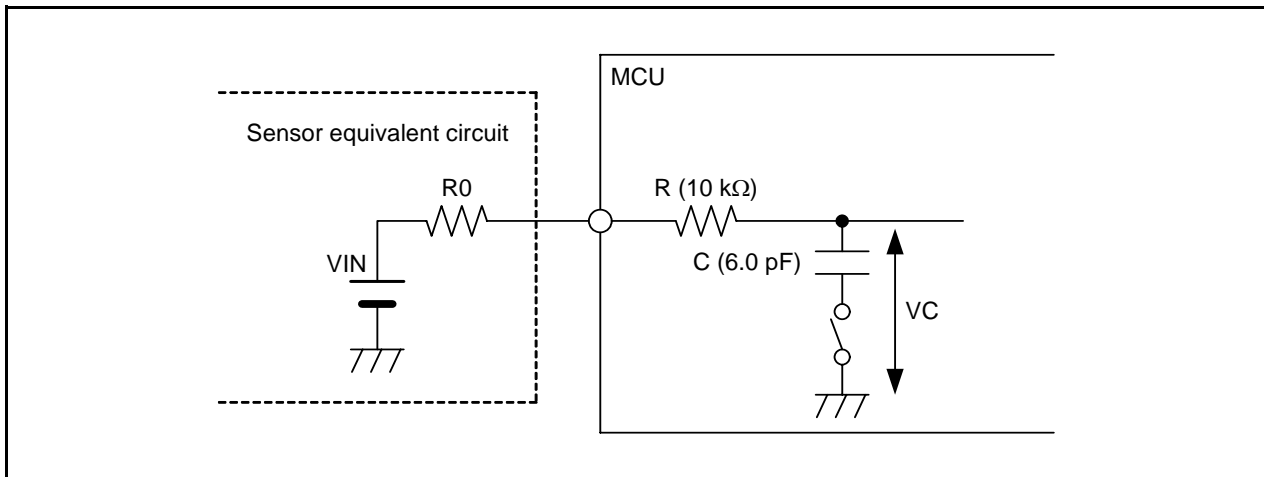 MCU
Sensor equivalent circuit
R0
R (10 kΩ)
VIN
C (6.0 pF)
VC